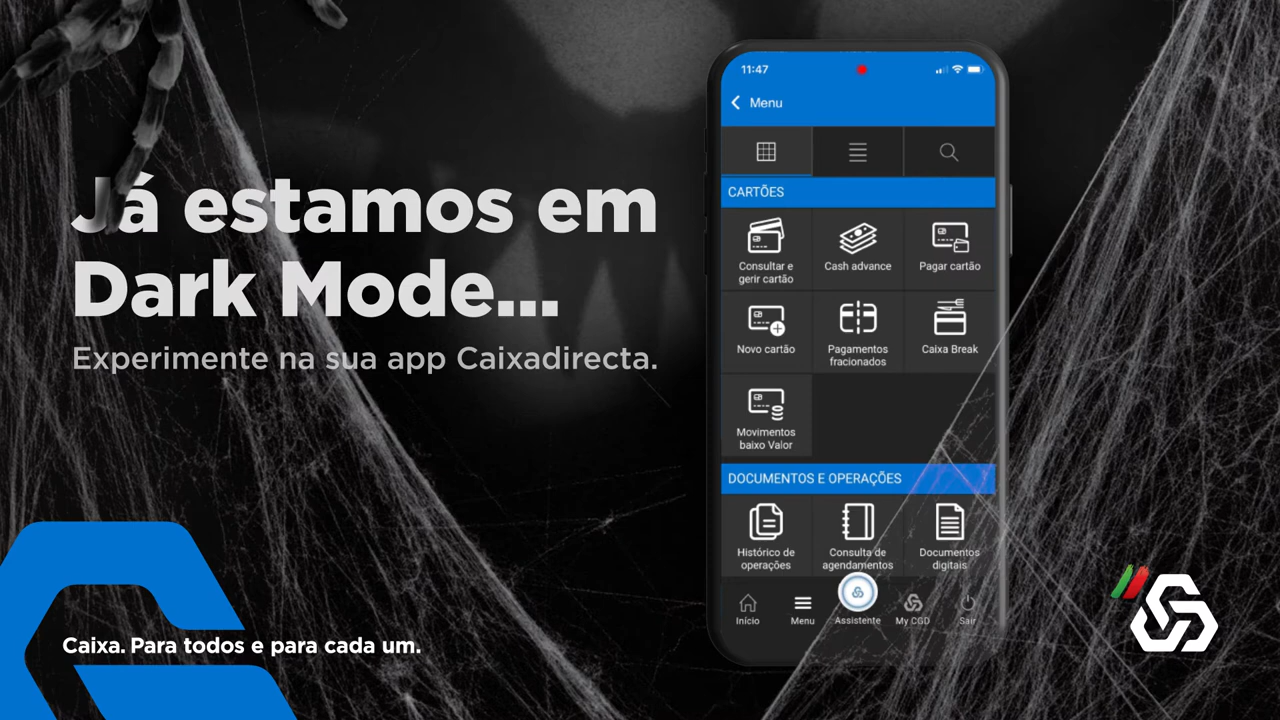 Já estamos em
Dark Mode...
Experimente na sua app Caixadirecta.
Caixa. Para todos e para cada um.
11:47
Menu
CARTÕES
Consultar e
gerir cartão
Cash advance
Pagar cartão
Novo cartão
Pagamentos
fracionados
Caixa Break
Movimentos
baixo Valor
DOCUMENTOS E OPERAÇÕES
Histórico de
operações
Consulta de
agendamentos
Documentos
digitais
Início
Menu
Assistente
My CGD
Sair